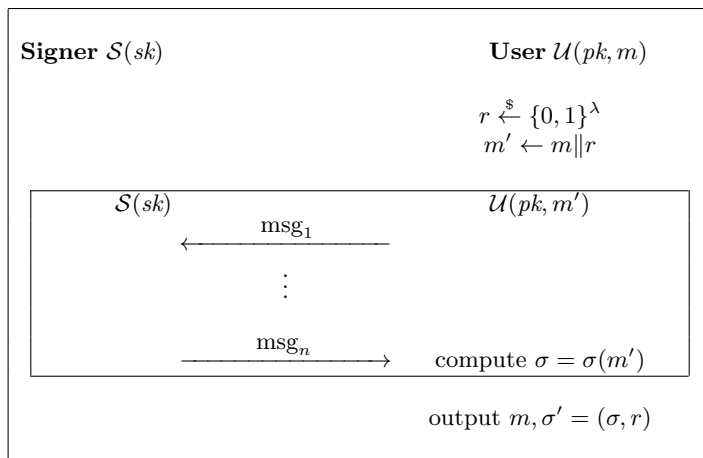 Signer S(sk) User U(pk, m)
r ←$ {0, 1}^λ
m′ ← m∥r
S(sk) U(pk, m′)
msg₁
⋮
msgₙ compute σ = σ(m′)
output m, σ′ = (σ, r)